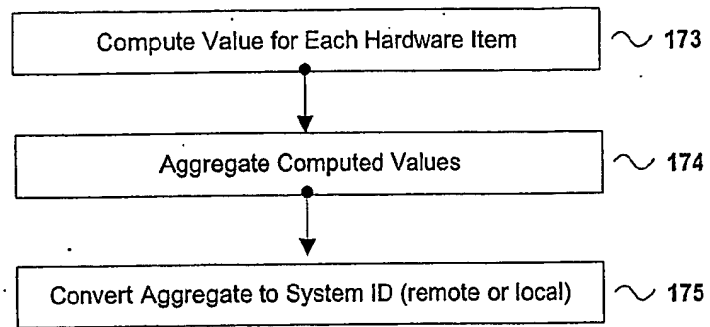 Compute Value for Each Hardware Item 173
Aggregate Computed Values 174
Convert Aggregate to System ID (remote or local) 175